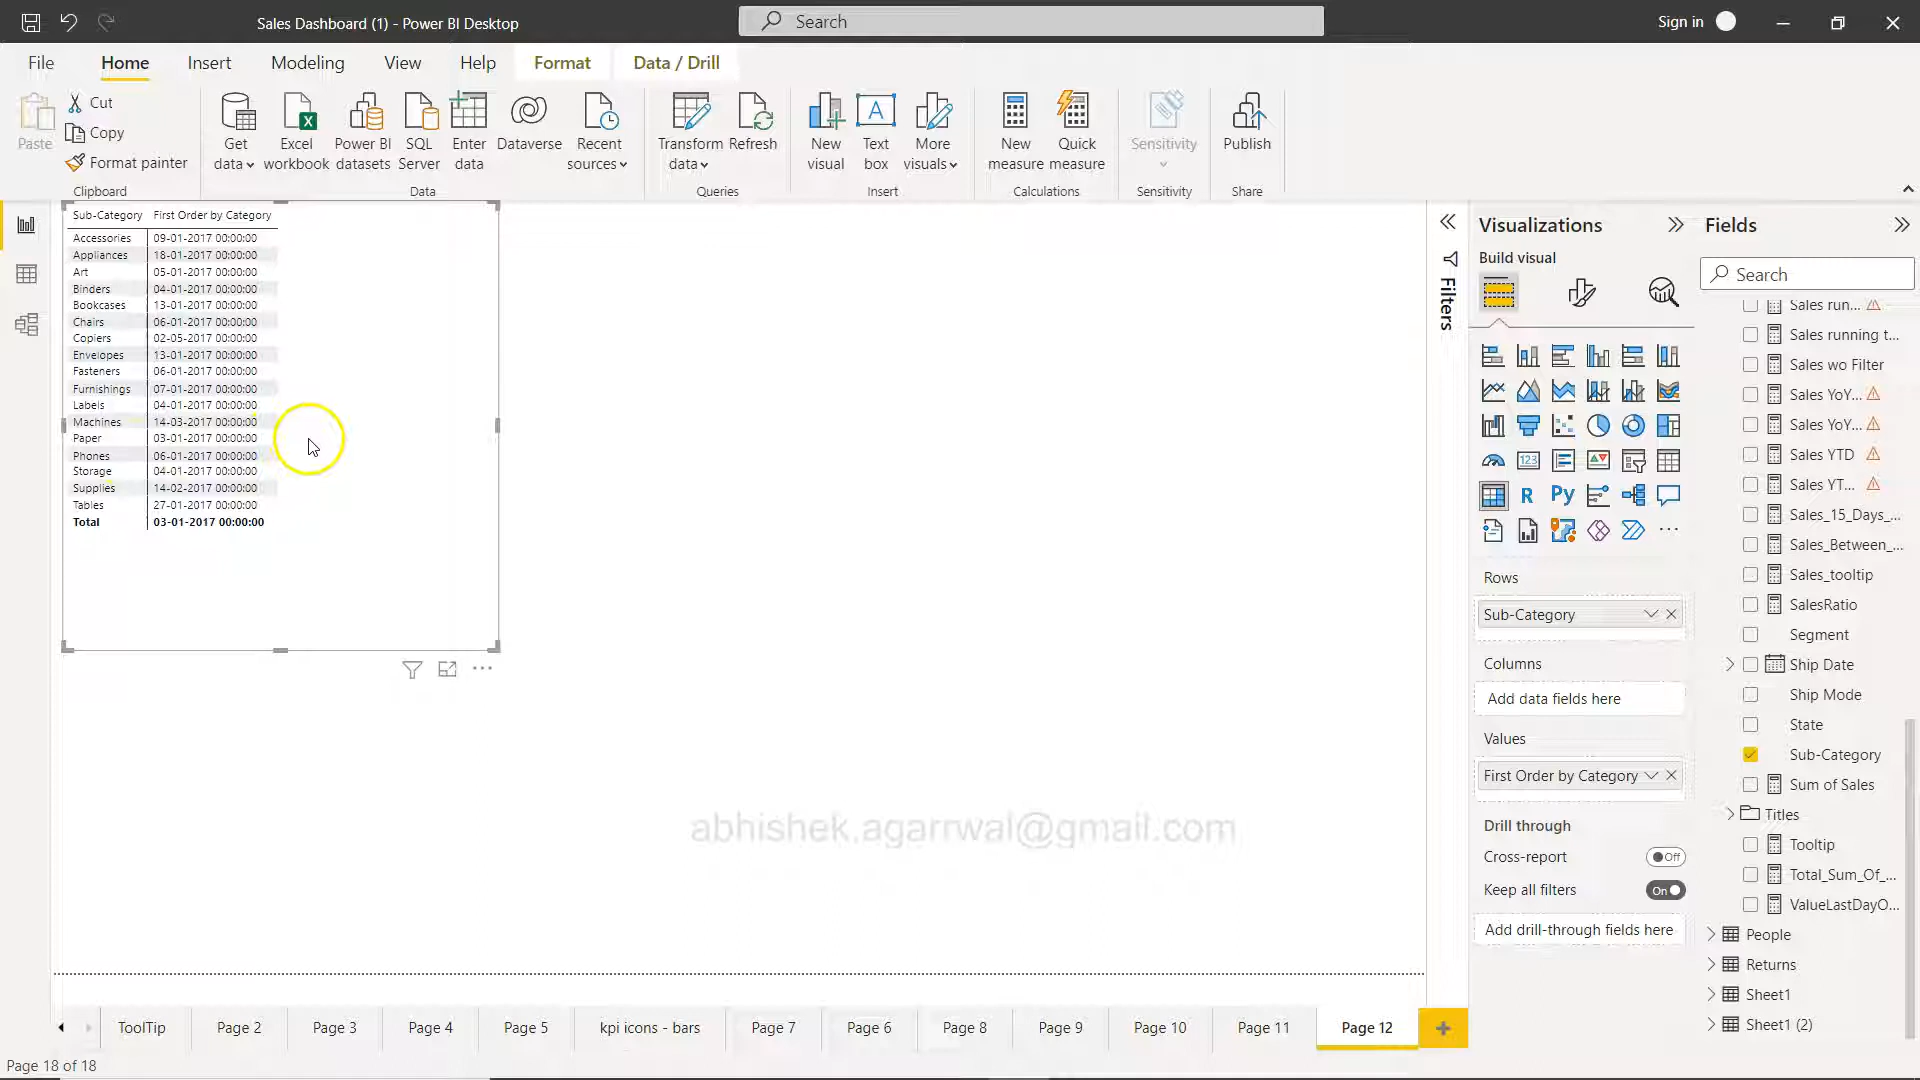 Sales Dashboard (1) - Power BI Desktop
Search
Sign in
File Home Insert Modeling View Help Format Data / Drill
Paste
Cut
Copy
Format painter
Get data
Excel workbook
Power BI datasets
SQL Server
Enter data
Dataverse
Recent sources
Transform data
Refresh
New visual
Text box
More visuals
New measure
Quick measure
Sensitivity
Publish
Clipboard Data Queries Insert Calculations Sensitivity Share
Sub-Category First Order by Category
Accessories 09-01-2017 00:00:00
Appliances 18-01-2017 00:00:00
Art 05-01-2017 00:00:00
Binders 04-01-2017 00:00:00
Bookcases 13-01-2017 00:00:00
Chairs 06-01-2017 00:00:00
Copiers 02-05-2017 00:00:00
Envelopes 13-01-2017 00:00:00
Fasteners 06-01-2017 00:00:00
Furnishings 07-01-2017 00:00:00
Labels 04-01-2017 00:00:00
Machines 14-03-2017 00:00:00
Paper 03-01-2017 00:00:00
Phones 06-01-2017 00:00:00
Storage 04-01-2017 00:00:00
Supplies 14-02-2017 00:00:00
Tables 27-01-2017 00:00:00
Total 03-01-2017 00:00:00
abhishek.agarrwal@gmail.com
Filters
Visualizations
Build visual
123
R
Py
...
Rows
Sub-Category
Columns
Add data fields here
Values
First Order by Category
Drill through
Cross-report Off
Keep all filters On
Add drill-through fields here
Fields
Search
Sales run...
Sales running t...
Sales wo Filter
Sales YoY...
Sales YoY...
Sales YTD
Sales YT...
Sales_15_Days_...
Sales_Between_...
Sales_tooltip
SalesRatio
Segment
Ship Date
Ship Mode
State
Sub-Category
Sum of Sales
Titles
Tooltip
Total_Sum_Of_...
ValueLastDayO...
People
Returns
Sheet1
Sheet1 (2)
ToolTip Page 2 Page 3 Page 4 Page 5 kpi icons - bars Page 7 Page 6 Page 8 Page 9 Page 10 Page 11 Page 12
Page 18 of 18